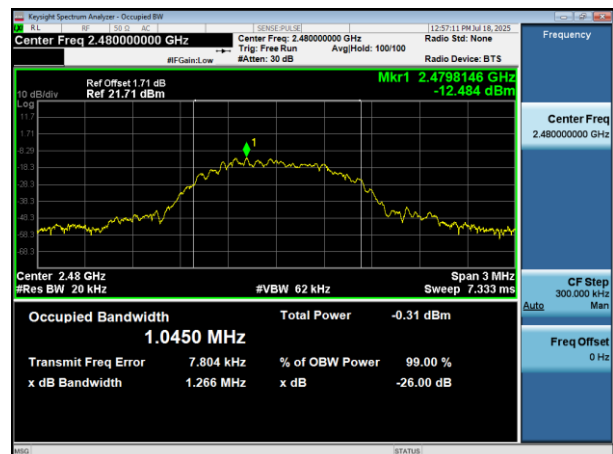 Keysight Spectrum Analyzer - Occupied BW
RL RF 50 Ω AC SENSE:PULSE 12:57:11 PM Jul 18, 2025
Center Freq 2.480000000 GHz Center Freq: 2.480000000 GHz Radio Std: None Frequency
Trig: Free Run Avg|Hold: 100/100
#IFGain:Low #Atten: 30 dB Radio Device: BTS
Ref Offset 1.71 dB Mkr1 2.4798146 GHz
10 dB/div Ref 21.71 dBm -12.484 dBm
Log
11.7
1.71
-8.29
-18.3
-28.3
-38.3
-48.3
-58.3
-68.3
1
Center Freq
2.480000000 GHz
Center 2.48 GHz Span 3 MHz
#Res BW 20 kHz #VBW 62 kHz Sweep 7.333 ms
CF Step
300.000 kHz
Auto Man
Occupied Bandwidth Total Power -0.31 dBm
1.0450 MHz
Transmit Freq Error 7.804 kHz % of OBW Power 99.00 %
x dB Bandwidth 1.266 MHz x dB -26.00 dB
Freq Offset
0 Hz
MSG STATUS